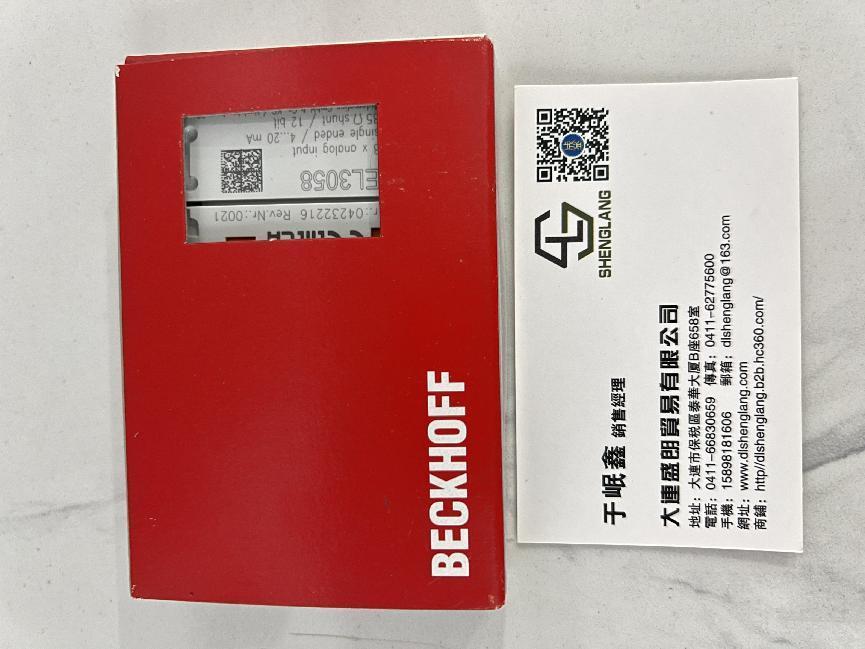 BECKHOFF
EL3058
8 x analog input
single ended / 4...20 mA
85 Ω shunt / 12 bit
04232216 Rev.Nr.:0021
SHENGLANG
于岷鑫 銷售經理
大連盛朗貿易有限公司
地址：大連市保税區泰華大厦B座658室
電話：0411-66830659 傳真：0411-62775600
手機：15898181606 郵箱：dlshenglang@163.com
網址：www.dlshenglang.com
商鋪：http//dlshenglang.b2b.hc360.com/